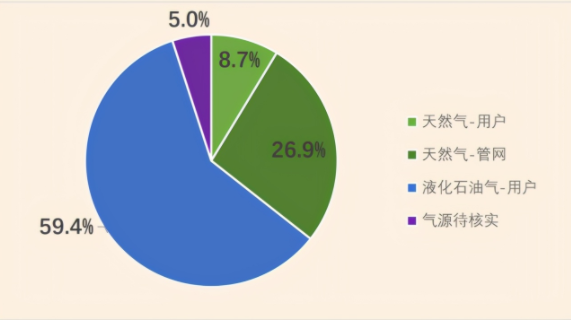 5.0%
8.7%
26.9%
59.4%
天然气-用户
天然气-管网
液化石油气-用户
气源待核实